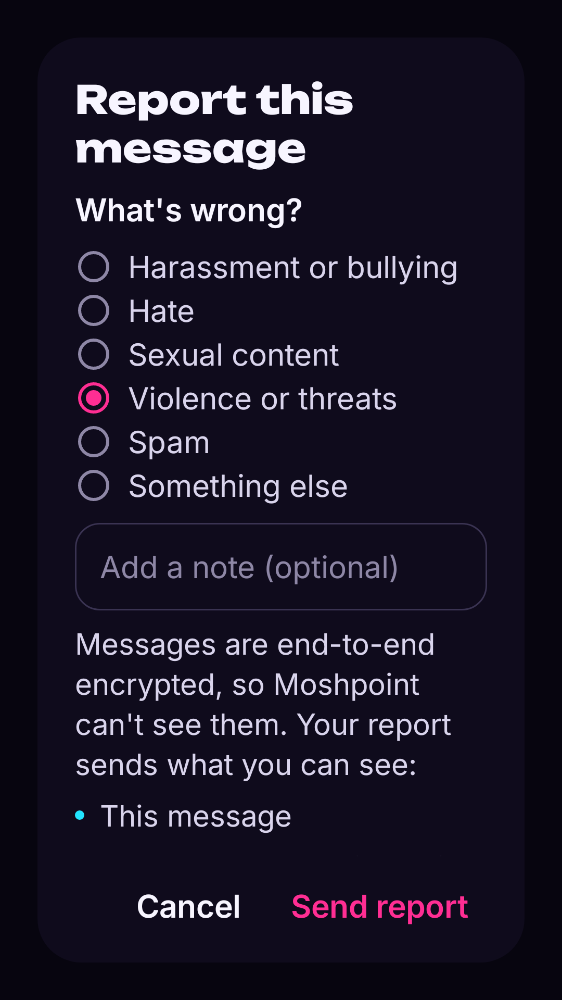 Report this
message
What's wrong?
Harassment or bullying
Hate
Sexual content
Violence or threats
Spam
Something else
Add a note (optional)
Messages are end-to-end
encrypted, so Moshpoint
can't see them. Your report
sends what you can see:
This message
Cancel Send report